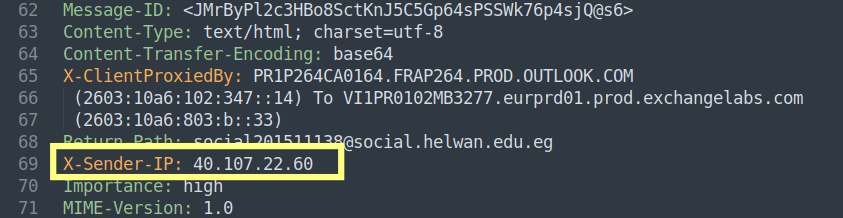 62 Message-ID: <JMrByPl2c3HBo8SctKnJ5C5Gp64sPSSWk76p4sjQ@s6>
63 Content-Type: text/html; charset=utf-8
64 Content-Transfer-Encoding: base64
65 X-ClientProxiedBy: PR1P264CA0164.FRAP264.PROD.OUTLOOK.COM
66 (2603:10a6:102:347::14) To VI1PR0102MB3277.eurprd01.prod.exchangelabs.com
67 (2603:10a6:803:b::33)
68 Return-Path: social201511138@social.helwan.edu.eg
69 X-Sender-IP: 40.107.22.60
70 Importance: high
71 MIME-Version: 1.0